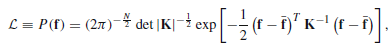 ℒ ≡ P(𝐟) = (2π)^{-N/2} det |𝐊|^{-1/2} exp [ -1/2 (𝐟 − 𝐟̄)^T 𝐊^{-1} (𝐟 − 𝐟̄) ],